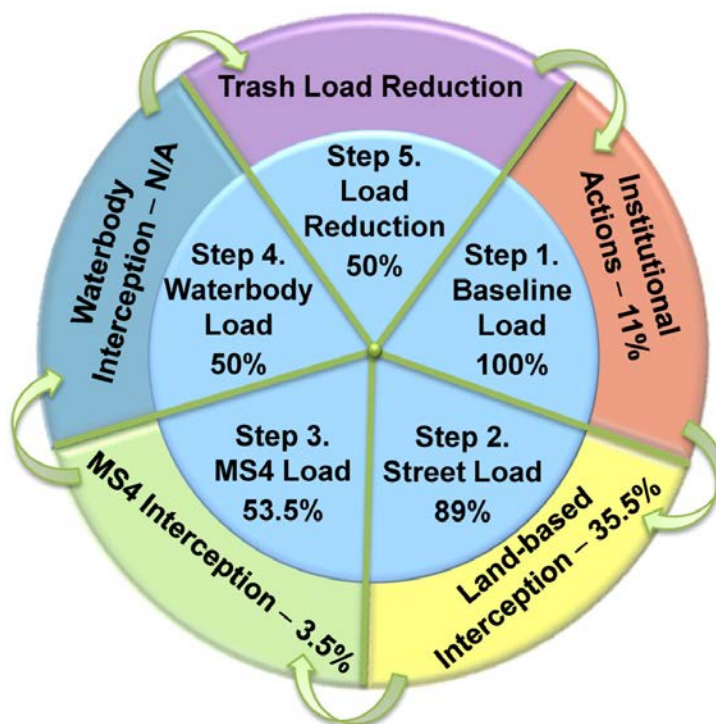 Trash Load Reduction
Step 5.
Load
Reduction
50%
Institutional
Actions – 11%
Step 1.
Baseline
Load
100%
Land-based
Interception – 35.5%
Step 2.
Street Load
89%
MS4 Interception – 3.5%
Step 3.
MS4 Load
53.5%
Waterbody
Interception – N/A
Step 4.
Waterbody
Load
50%